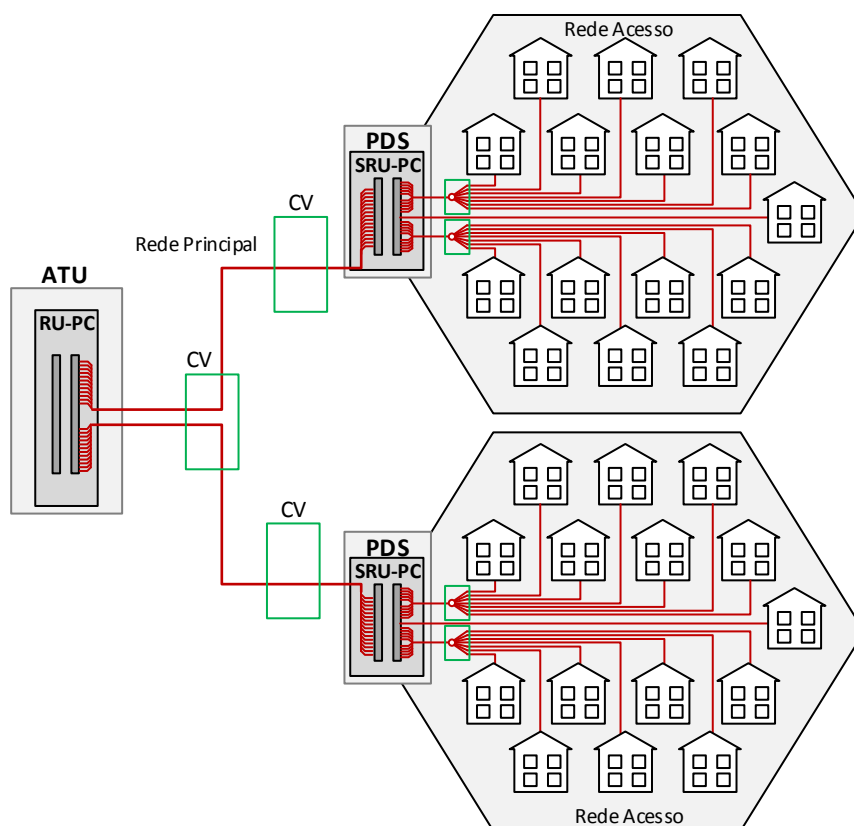 Rede Acesso
PDS
SRU-PC
CV
Rede Principal
ATU
RU-PC
CV
CV
PDS
SRU-PC
Rede Acesso